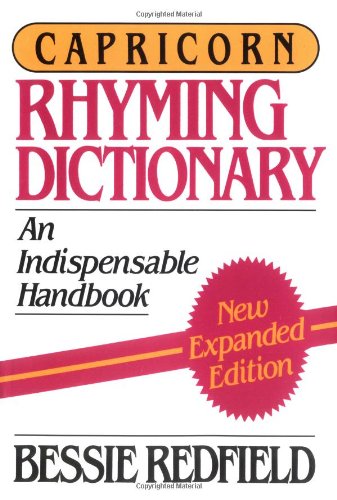 Copyrighted Material
CAPRICORN
RHYMING
DICTIONARY
An
Indispensable
Handbook
New
Expanded
Edition
BESSIE REDFIELD
Copyrighted Material